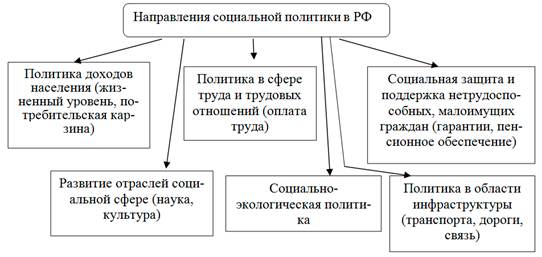 Направления социальной политики в РФ
Политика доходов
населения (жиз-
ненный уровень, по-
требительская кар-
зина)
Политика в сфере
труда и трудовых
отношений (оплата
труда)
Социальная защита и
поддержка нетрудоспо-
собных, малоимущих
граждан (гарантии, пен-
сионное обеспечение)
Развитие отраслей соци-
альной сфере (наука,
культура)
Социально-
экологическая полити-
ка
Политика в области
инфраструктуры
(транспорта, дороги,
связь)